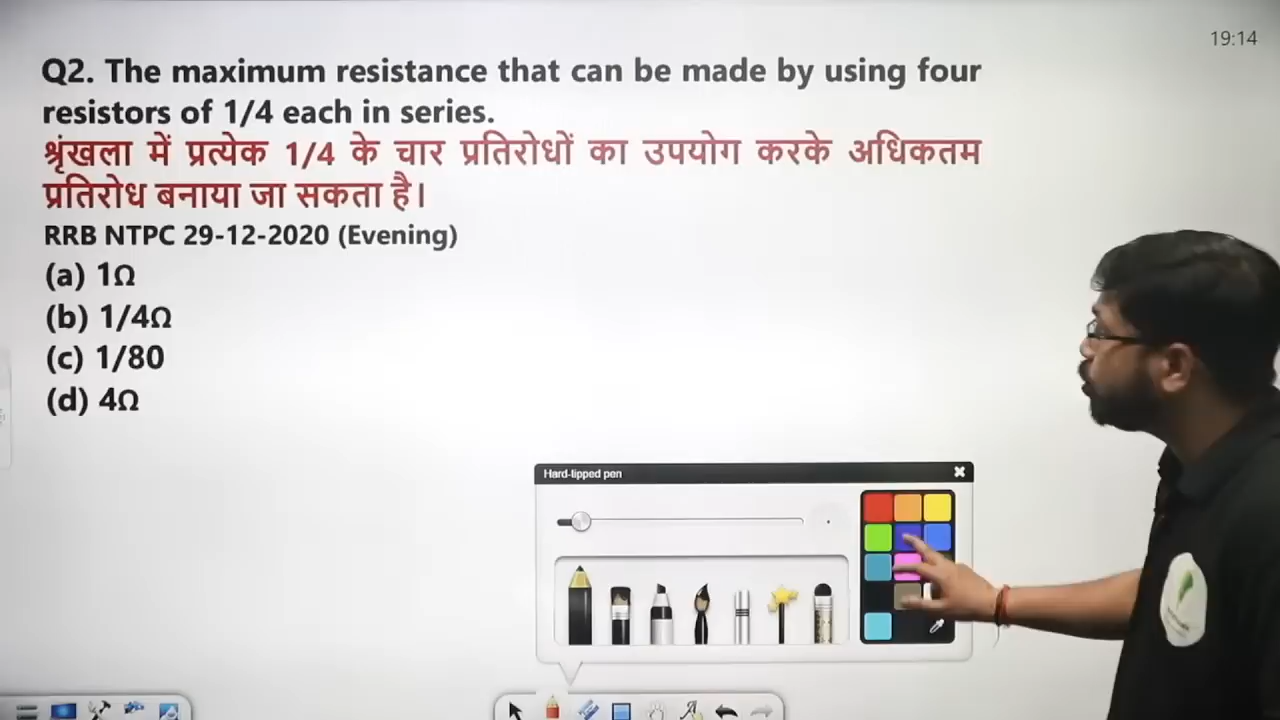 19:14
Q2. The maximum resistance that can be made by using four
resistors of 1/4 each in series.
श्रृंखला में प्रत्येक 1/4 के चार प्रतिरोधों का उपयोग करके अधिकतम
प्रतिरोध बनाया जा सकता है।
RRB NTPC 29-12-2020 (Evening)
(a) 1Ω
(b) 1/4Ω
(c) 1/80
(d) 4Ω
Hard-tipped pen